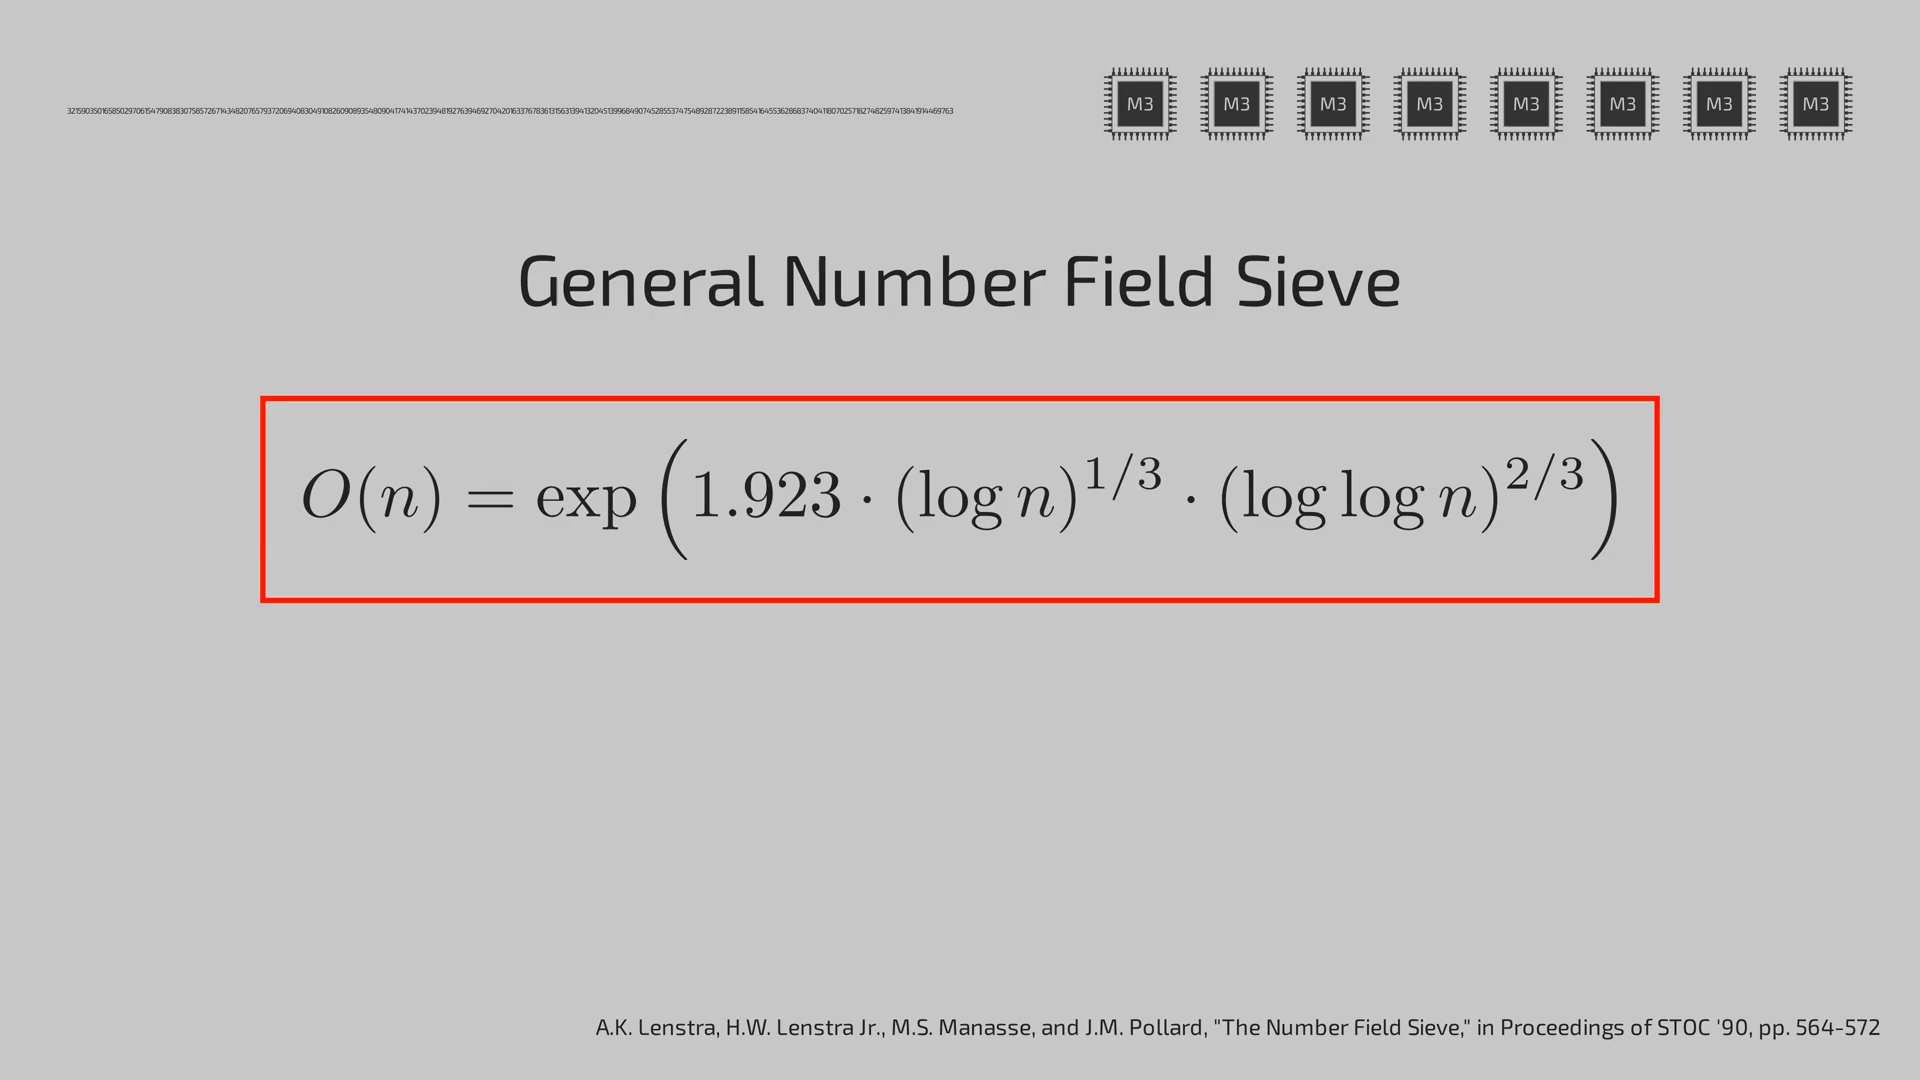 M3 M3 M3 M3 M3 M3 M3 M3
General Number Field Sieve
O(n) = exp(1.923 · (log n)^{1/3} · (log log n)^{2/3})
A.K. Lenstra, H.W. Lenstra Jr., M.S. Manasse, and J.M. Pollard, "The Number Field Sieve," in Proceedings of STOC '90, pp. 564-572